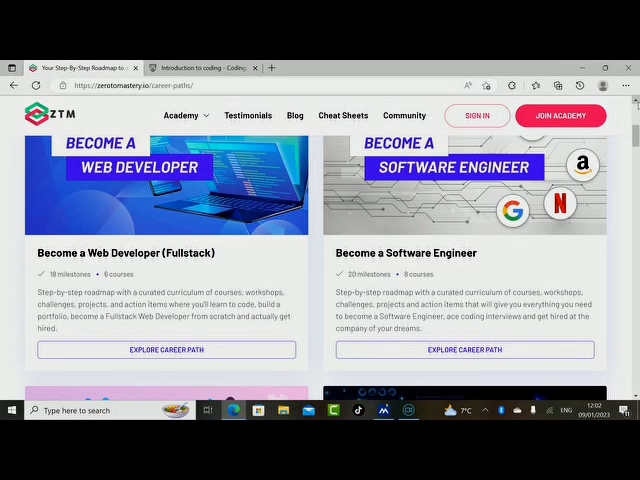 Your Step-By-Step Roadmap to
Introduction to coding - Coding
https://zerotomastery.io/career-paths/
ZTM
Academy
Testimonials
Blog
Cheat Sheets
Community
SIGN IN
JOIN ACADEMY
BECOME A
WEB DEVELOPER
BECOME A
SOFTWARE ENGINEER
a
G
N
Become a Web Developer (Fullstack)
18 milestones • 6 courses
Step-by-step roadmap with a curated curriculum of courses, workshops,
challenges, projects, and action items where you'll learn to code, build a
portfolio, become a Fullstack Web Developer from scratch and actually get
hired.
EXPLORE CAREER PATH
Become a Software Engineer
20 milestones • 8 courses
Step-by-step roadmap with a curated curriculum of courses, workshops,
challenges, projects and action items that will give you everything you need
to become a Software Engineer, ace coding interviews and get hired at the
company of your dreams.
EXPLORE CAREER PATH
Type here to search
7°C
ENG
12:02
09/01/2023